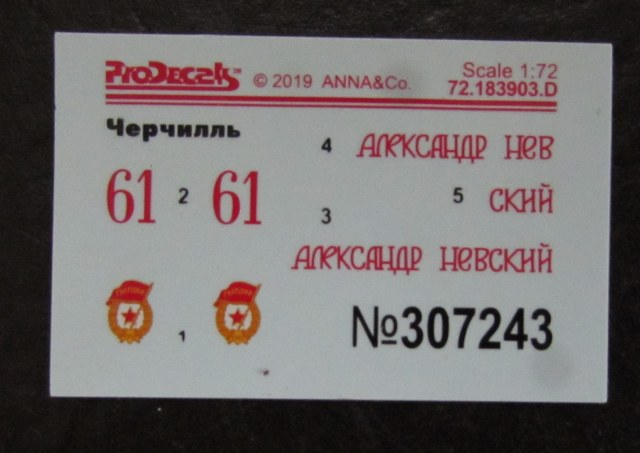 ProDecals™ © 2019 ANNA&Co. Scale 1:72
72.183903.D
Черчилль
4 АЛЕКСАНДР НЕВ
61 2 61 5 СКИЙ
3
АЛЕКСАНДР НЕВСКИЙ
1 №307243